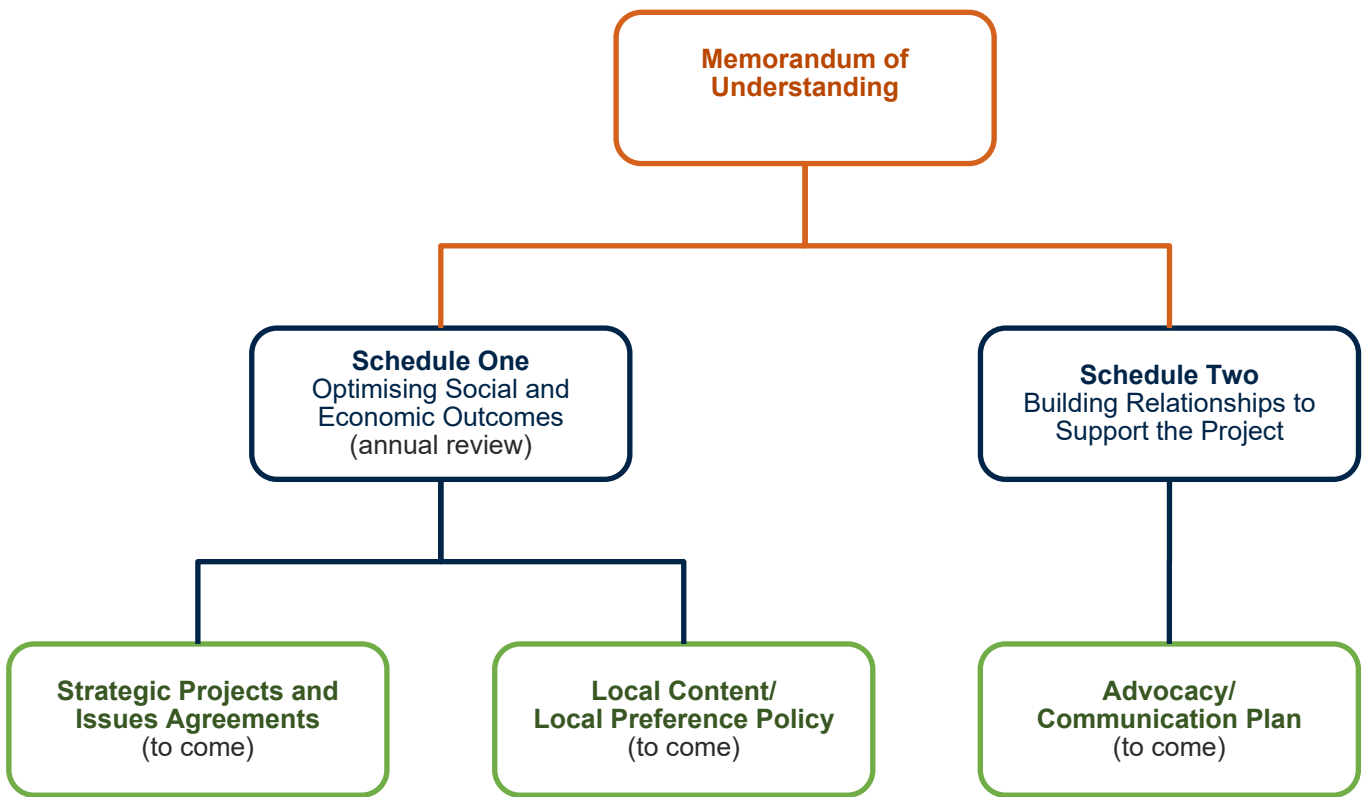 Memorandum of
Understanding
Schedule One
Optimising Social and
Economic Outcomes
(annual review)
Schedule Two
Building Relationships to
Support the Project
Strategic Projects and
Issues Agreements
(to come)
Local Content/
Local Preference Policy
(to come)
Advocacy/
Communication Plan
(to come)